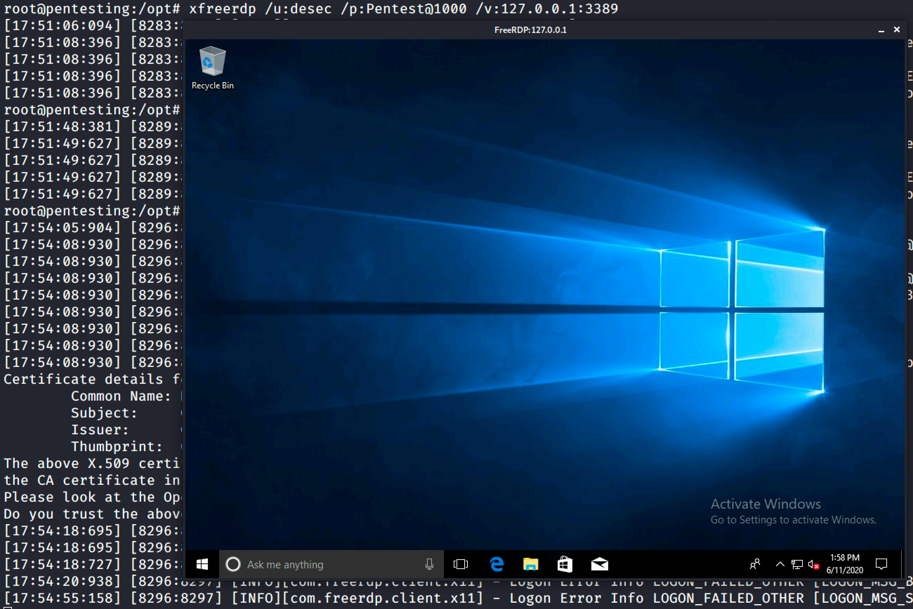 root@pentesting:/opt# xfreerdp /u:desec /p:Pentest@1000 /v:127.0.0.1:3389
[17:51:06:094] [8283:
FreeRDP:127.0.0.1
[17:51:08:396] [8283:
[17:51:08:396] [8283:
[17:51:08:396] [8283:
[17:51:08:396] [8283:
Recycle Bin
root@pentesting:/opt#
[17:51:48:381] [8289:
[17:51:49:627] [8289:
[17:51:49:627] [8289:
[17:51:49:627] [8289:
[17:51:49:627] [8289:
root@pentesting:/opt#
[17:54:05:904] [8296:
[17:54:08:930] [8296:
[17:54:08:930] [8296:
[17:54:08:930] [8296:
[17:54:08:930] [8296:
[17:54:08:930] [8296:
[17:54:08:930] [8296:
[17:54:08:930] [8296:
[17:54:08:930] [8296:
Certificate details f
Common Name:
Subject:
Issuer:
Thumbprint:
The above X.509 certi
the CA certificate in
Please look at the Op
Do you trust the abov
Activate Windows
Go to Settings to activate Windows.
[17:54:18:695] [8296:
[17:54:18:695] [8296:
[17:54:18:727] [8296:
Ask me anything
1:58 PM
6/11/2020
[17:54:20:938] [8296:8297] [INFO][com.freerdp.client.x11] - Logon Error Info LOGON_FAILED_OTHER [LOGON_MSG_B
[17:54:55:158] [8296:8297] [INFO][com.freerdp.client.x11] - Logon Error Info LOGON_FAILED_OTHER [LOGON_MSG_S